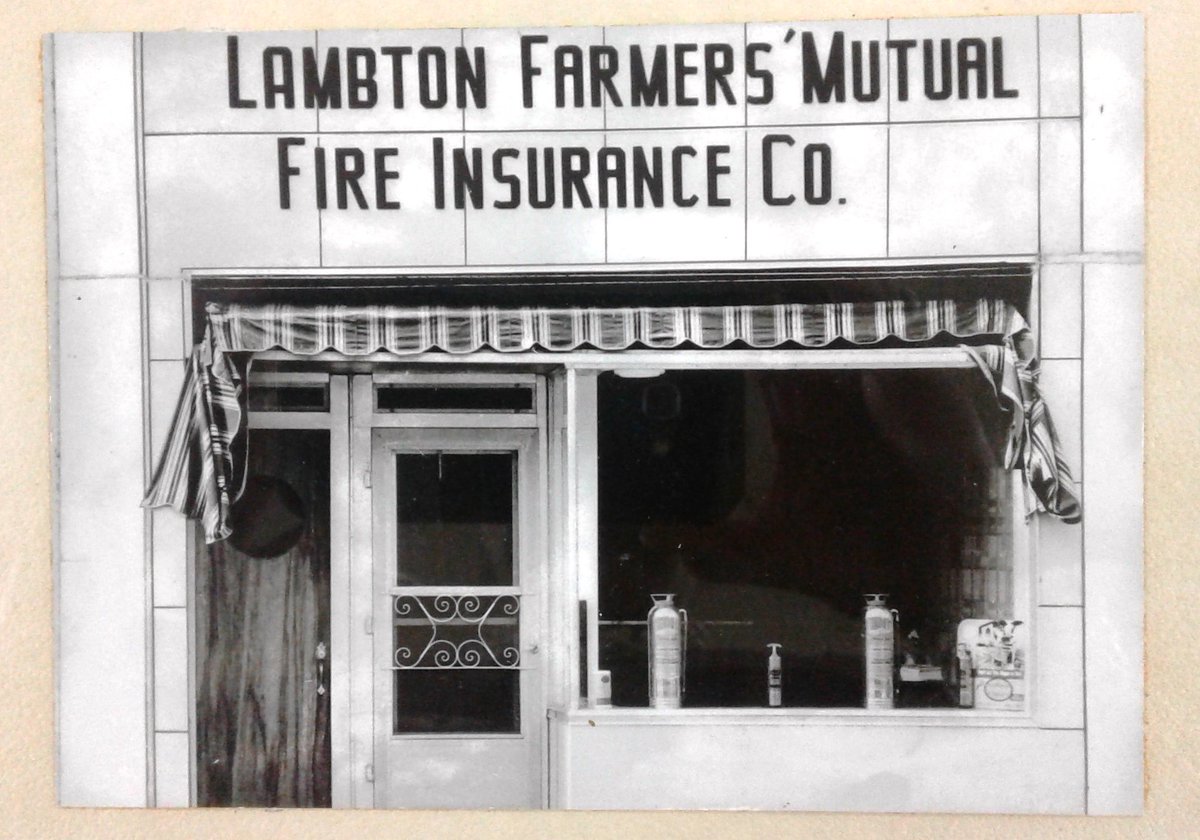 LAMBTON FARMERS' MUTUAL
FIRE INSURANCE CO.